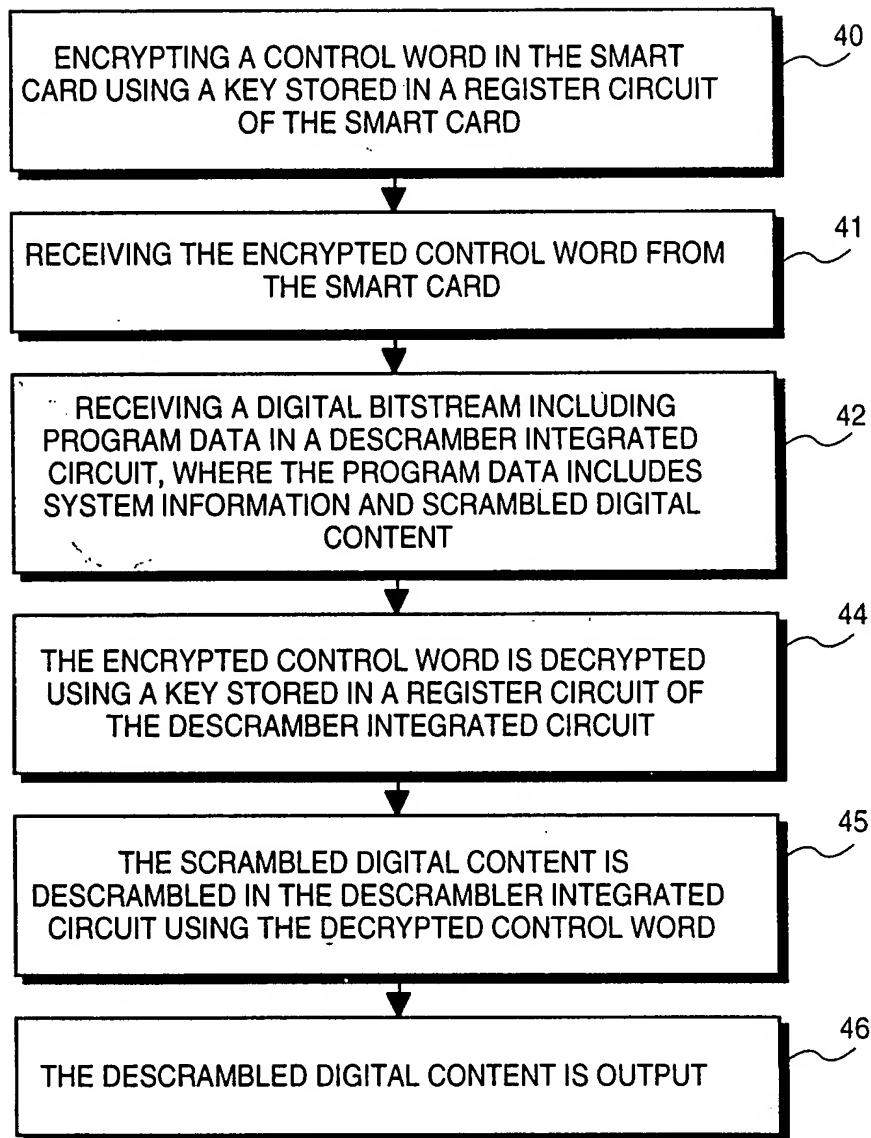 ENCRYPTING A CONTROL WORD IN THE SMART
CARD USING A KEY STORED IN A REGISTER CIRCUIT
OF THE SMART CARD
40
RECEIVING THE ENCRYPTED CONTROL WORD FROM
THE SMART CARD
41
RECEIVING A DIGITAL BITSTREAM INCLUDING
PROGRAM DATA IN A DESCRAMBER INTEGRATED
CIRCUIT, WHERE THE PROGRAM DATA INCLUDES
SYSTEM INFORMATION AND SCRAMBLED DIGITAL
CONTENT
42
THE ENCRYPTED CONTROL WORD IS DECRYPTED
USING A KEY STORED IN A REGISTER CIRCUIT OF
THE DESCRAMBER INTEGRATED CIRCUIT
44
THE SCRAMBLED DIGITAL CONTENT IS
DESCRAMBLED IN THE DESCRAMBLER INTEGRATED
CIRCUIT USING THE DECRYPTED CONTROL WORD
45
THE DESCRAMBLED DIGITAL CONTENT IS OUTPUT
46